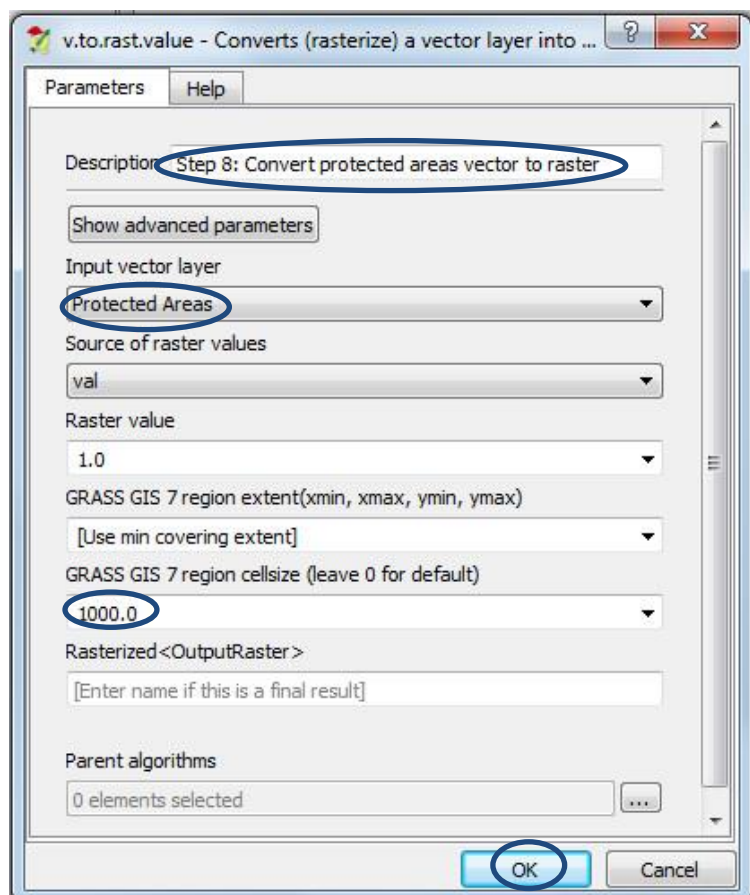 v.to.rast.value - Converts (rasterize) a vector layer into ...
Parameters Help
Description Step 8: Convert protected areas vector to raster
Show advanced parameters
Input vector layer
Protected Areas
Source of raster values
val
Raster value
1.0
GRASS GIS 7 region extent(xmin, xmax, ymin, ymax)
[Use min covering extent]
GRASS GIS 7 region cellsize (leave 0 for default)
1000.0
Rasterized<OutputRaster>
[Enter name if this is a final result]
Parent algorithms
0 elements selected ...
OK Cancel